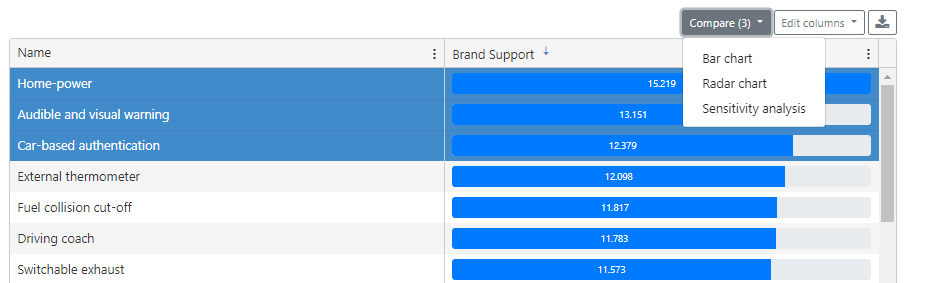 Compare (3) Edit columns
Name Brand Support
Bar chart
Radar chart
Sensitivity analysis
Home-power 15.219
Audible and visual warning 13.151
Car-based authentication 12.379
External thermometer 12.098
Fuel collision cut-off 11.817
Driving coach 11.783
Switchable exhaust 11.573